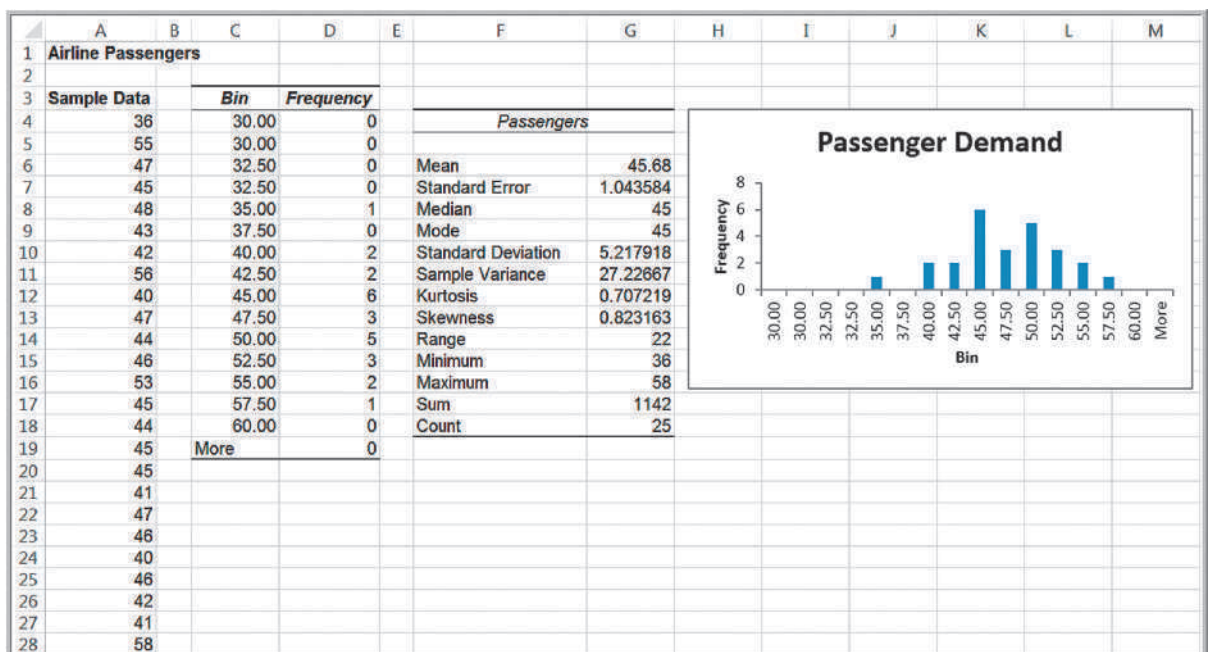 A B C D E F G H I J K L M
1 Airline Passengers
2
3 Sample Data Bin Frequency
4 36 30.00 0 Passengers
5 55 30.00 0
6 47 32.50 0 Mean 45.68
7 45 32.50 0 Standard Error 1.043584
8 48 35.00 1 Median 45
9 43 37.50 0 Mode 45
10 42 40.00 2 Standard Deviation 5.217918
11 56 42.50 2 Sample Variance 27.22667
12 40 45.00 6 Kurtosis 0.707219
13 47 47.50 3 Skewness 0.823163
14 44 50.00 5 Range 22
15 46 52.50 3 Minimum 36
16 53 55.00 2 Maximum 58
17 45 57.50 1 Sum 1142
18 44 60.00 0 Count 25
19 45 More 0
20 45
21 41
22 47
23 46
24 40
25 46
26 42
27 41
28 58
Passenger Demand
Frequency
8
6
4
2
0
30.00 30.00 32.50 32.50 35.00 37.50 40.00 42.50 45.00 47.50 50.00 52.50 55.00 57.50 60.00 More
Bin